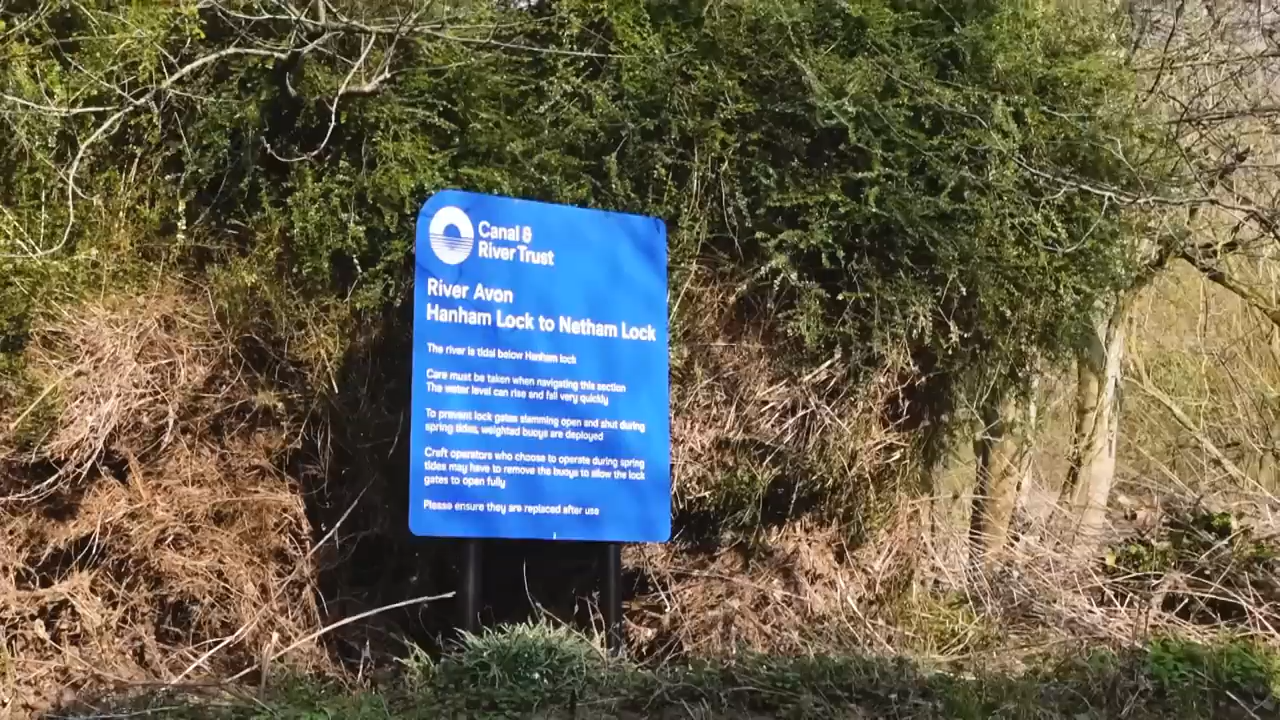 Canal &
River Trust
River Avon
Hanham Lock to Netham Lock
The river is tidal below Hanham lock
Care must be taken when navigating this section
The water level can rise and fall very quickly
To prevent lock gates slamming open and shut during
spring tides, weighted buoys are deployed
Craft operators who choose to operate during spring
tides may have to remove the buoys to allow the lock
gates to open fully
Please ensure they are replaced after use